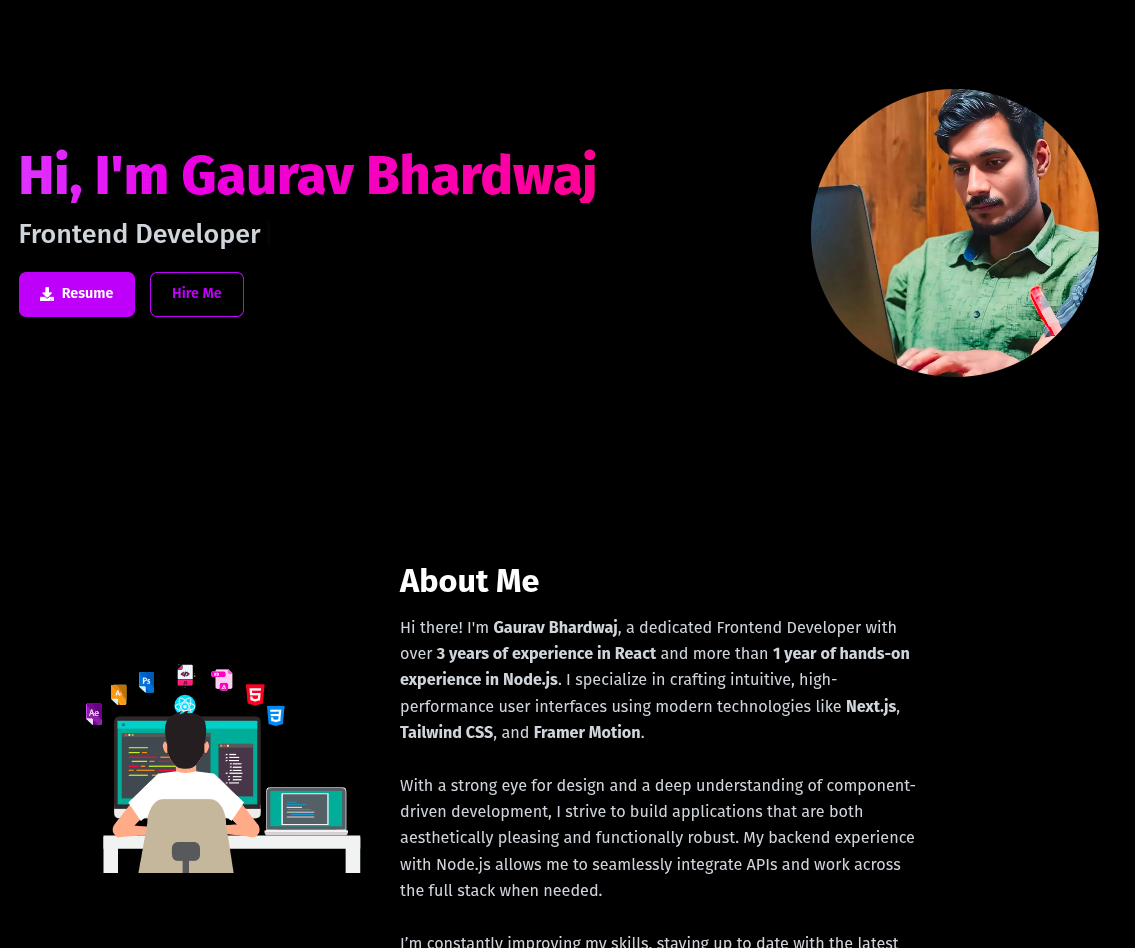 Hi, I'm Gaurav Bhardwaj
Frontend Developer
Resume
Hire Me
About Me
Hi there! I'm Gaurav Bhardwaj, a dedicated Frontend Developer with
over 3 years of experience in React and more than 1 year of hands-on
experience in Node.js. I specialize in crafting intuitive, high-
performance user interfaces using modern technologies like Next.js,
Tailwind CSS, and Framer Motion.
With a strong eye for design and a deep understanding of component-
driven development, I strive to build applications that are both
aesthetically pleasing and functionally robust. My backend experience
with Node.js allows me to seamlessly integrate APIs and work across
the full stack when needed.
I’m constantly improving my skills, staying up to date with the latest
Ae
Ai
Ps